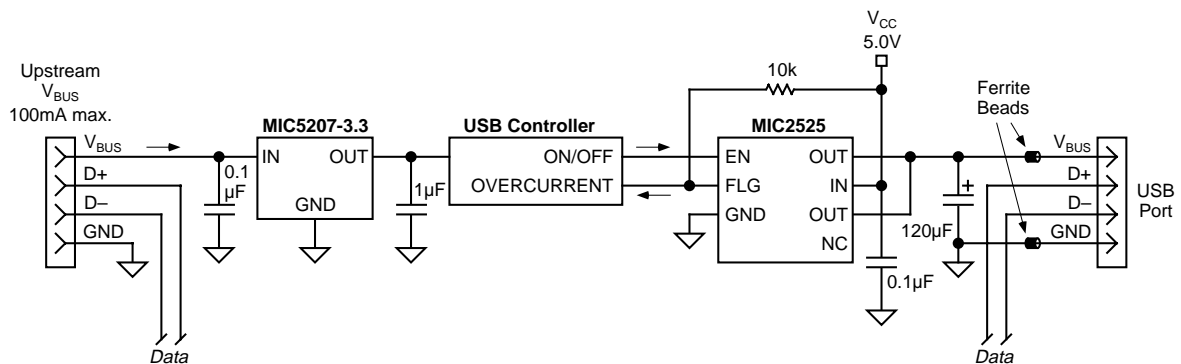 Upstream
VBUS
100mA max.
VBUS
D+
D–
GND
Data
0.1
µF
MIC5207-3.3
IN
OUT
GND
1µF
USB Controller
ON/OFF
OVERCURRENT
10k
VCC
5.0V
MIC2525
EN
OUT
FLG
IN
GND
OUT
NC
0.1µF
+
120µF
Ferrite
Beads
VBUS
D+
D–
GND
USB
Port
Data